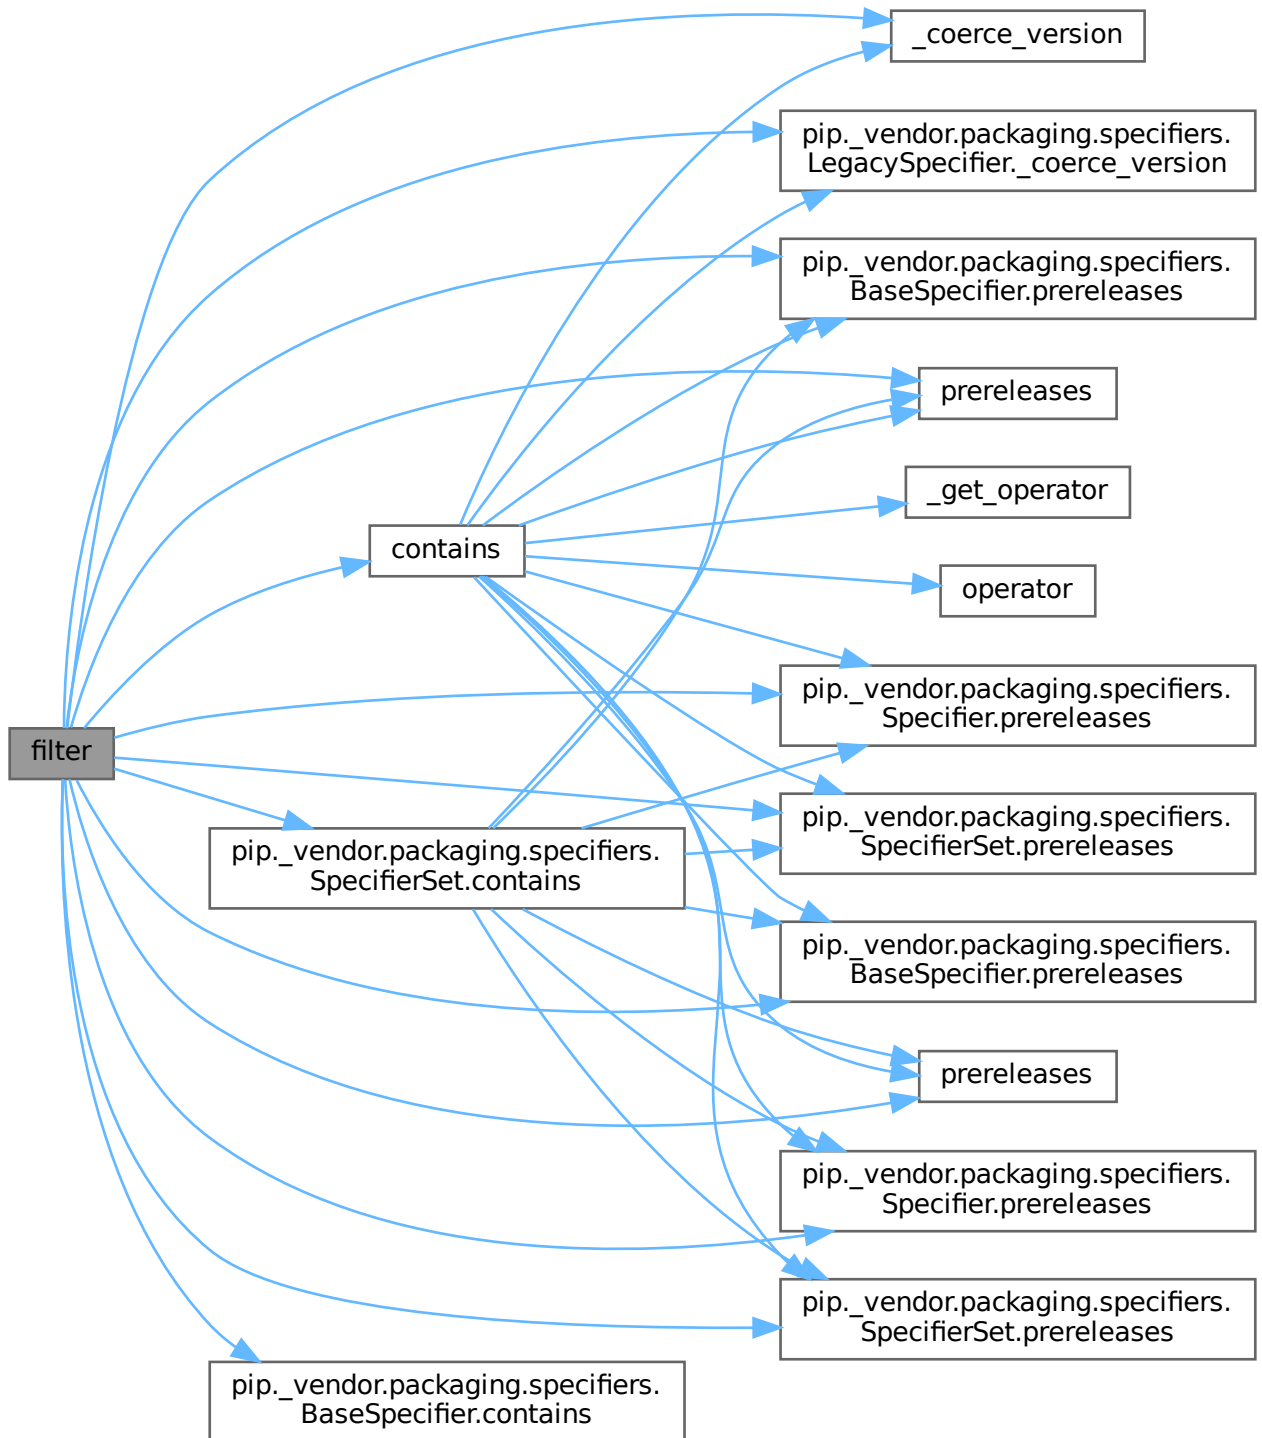 _coerce_version
pip._vendor.packaging.specifiers.
LegacySpecifier._coerce_version
pip._vendor.packaging.specifiers.
BaseSpecifier.prereleases
prereleases
_get_operator
contains
operator
pip._vendor.packaging.specifiers.
Specifier.prereleases
filter
pip._vendor.packaging.specifiers.
SpecifierSet.prereleases
pip._vendor.packaging.specifiers.
SpecifierSet.contains
pip._vendor.packaging.specifiers.
BaseSpecifier.prereleases
prereleases
pip._vendor.packaging.specifiers.
Specifier.prereleases
pip._vendor.packaging.specifiers.
SpecifierSet.prereleases
pip._vendor.packaging.specifiers.
BaseSpecifier.contains